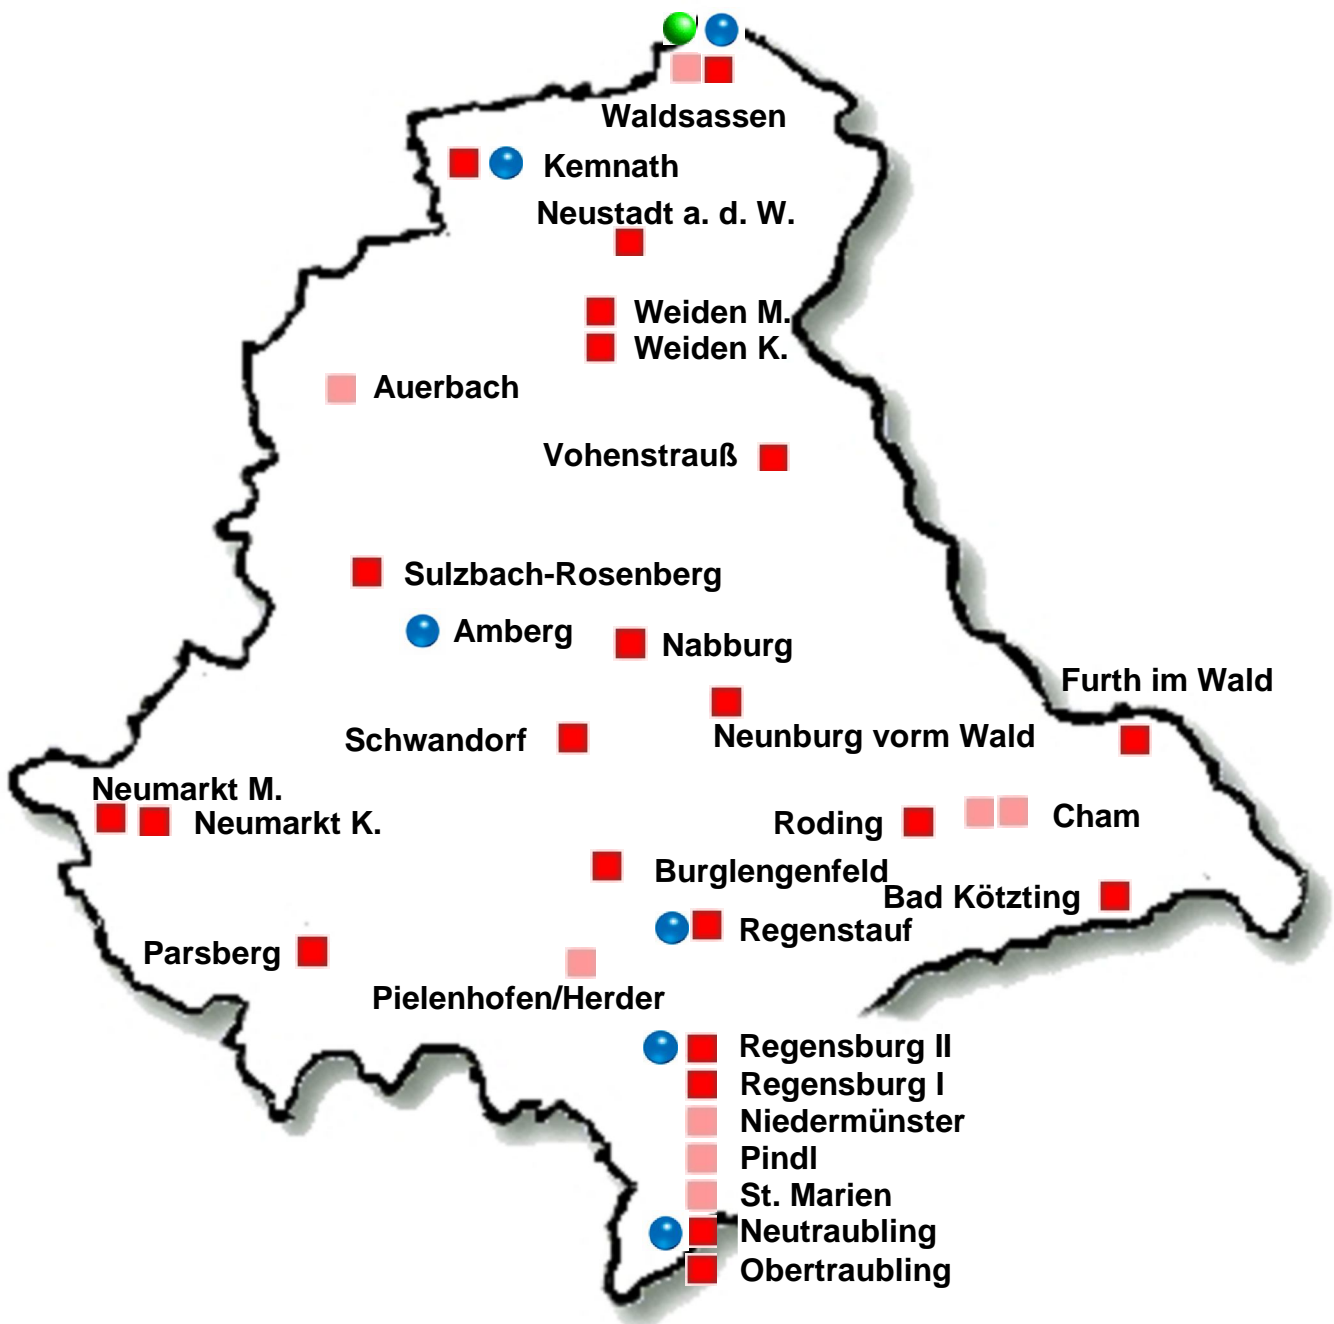 Waldsassen
Kemnath
Neustadt a. d. W.
Weiden M.
Weiden K.
Auerbach
Vohenstrauß
Sulzbach-Rosenberg
Amberg
Nabburg
Furth im Wald
Schwandorf
Neunburg vorm Wald
Neumarkt M.
Neumarkt K.
Roding
Cham
Burglengenfeld
Bad Kötzting
Regenstauf
Parsberg
Pielenhofen/Herder
Regensburg II
Regensburg I
Niedermünster
Pindl
St. Marien
Neutraubling
Obertraubling